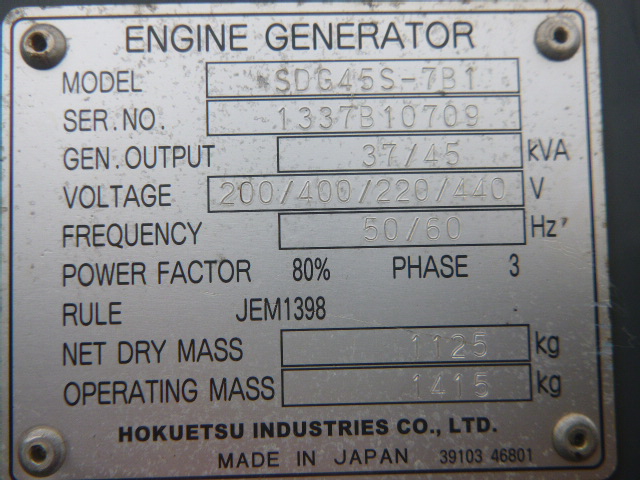 ENGINE GENERATOR
MODEL SDG45S-7B1
SER.NO. 1337B10709
GEN.OUTPUT 37/45 kVA
VOLTAGE 200/400/220/440 V
FREQUENCY 50/60 Hz
POWER FACTOR 80% PHASE 3
RULE JEM1398
NET DRY MASS 1125 kg
OPERATING MASS 1415 kg
HOKUETSU INDUSTRIES CO., LTD.
MADE IN JAPAN 39103 46801